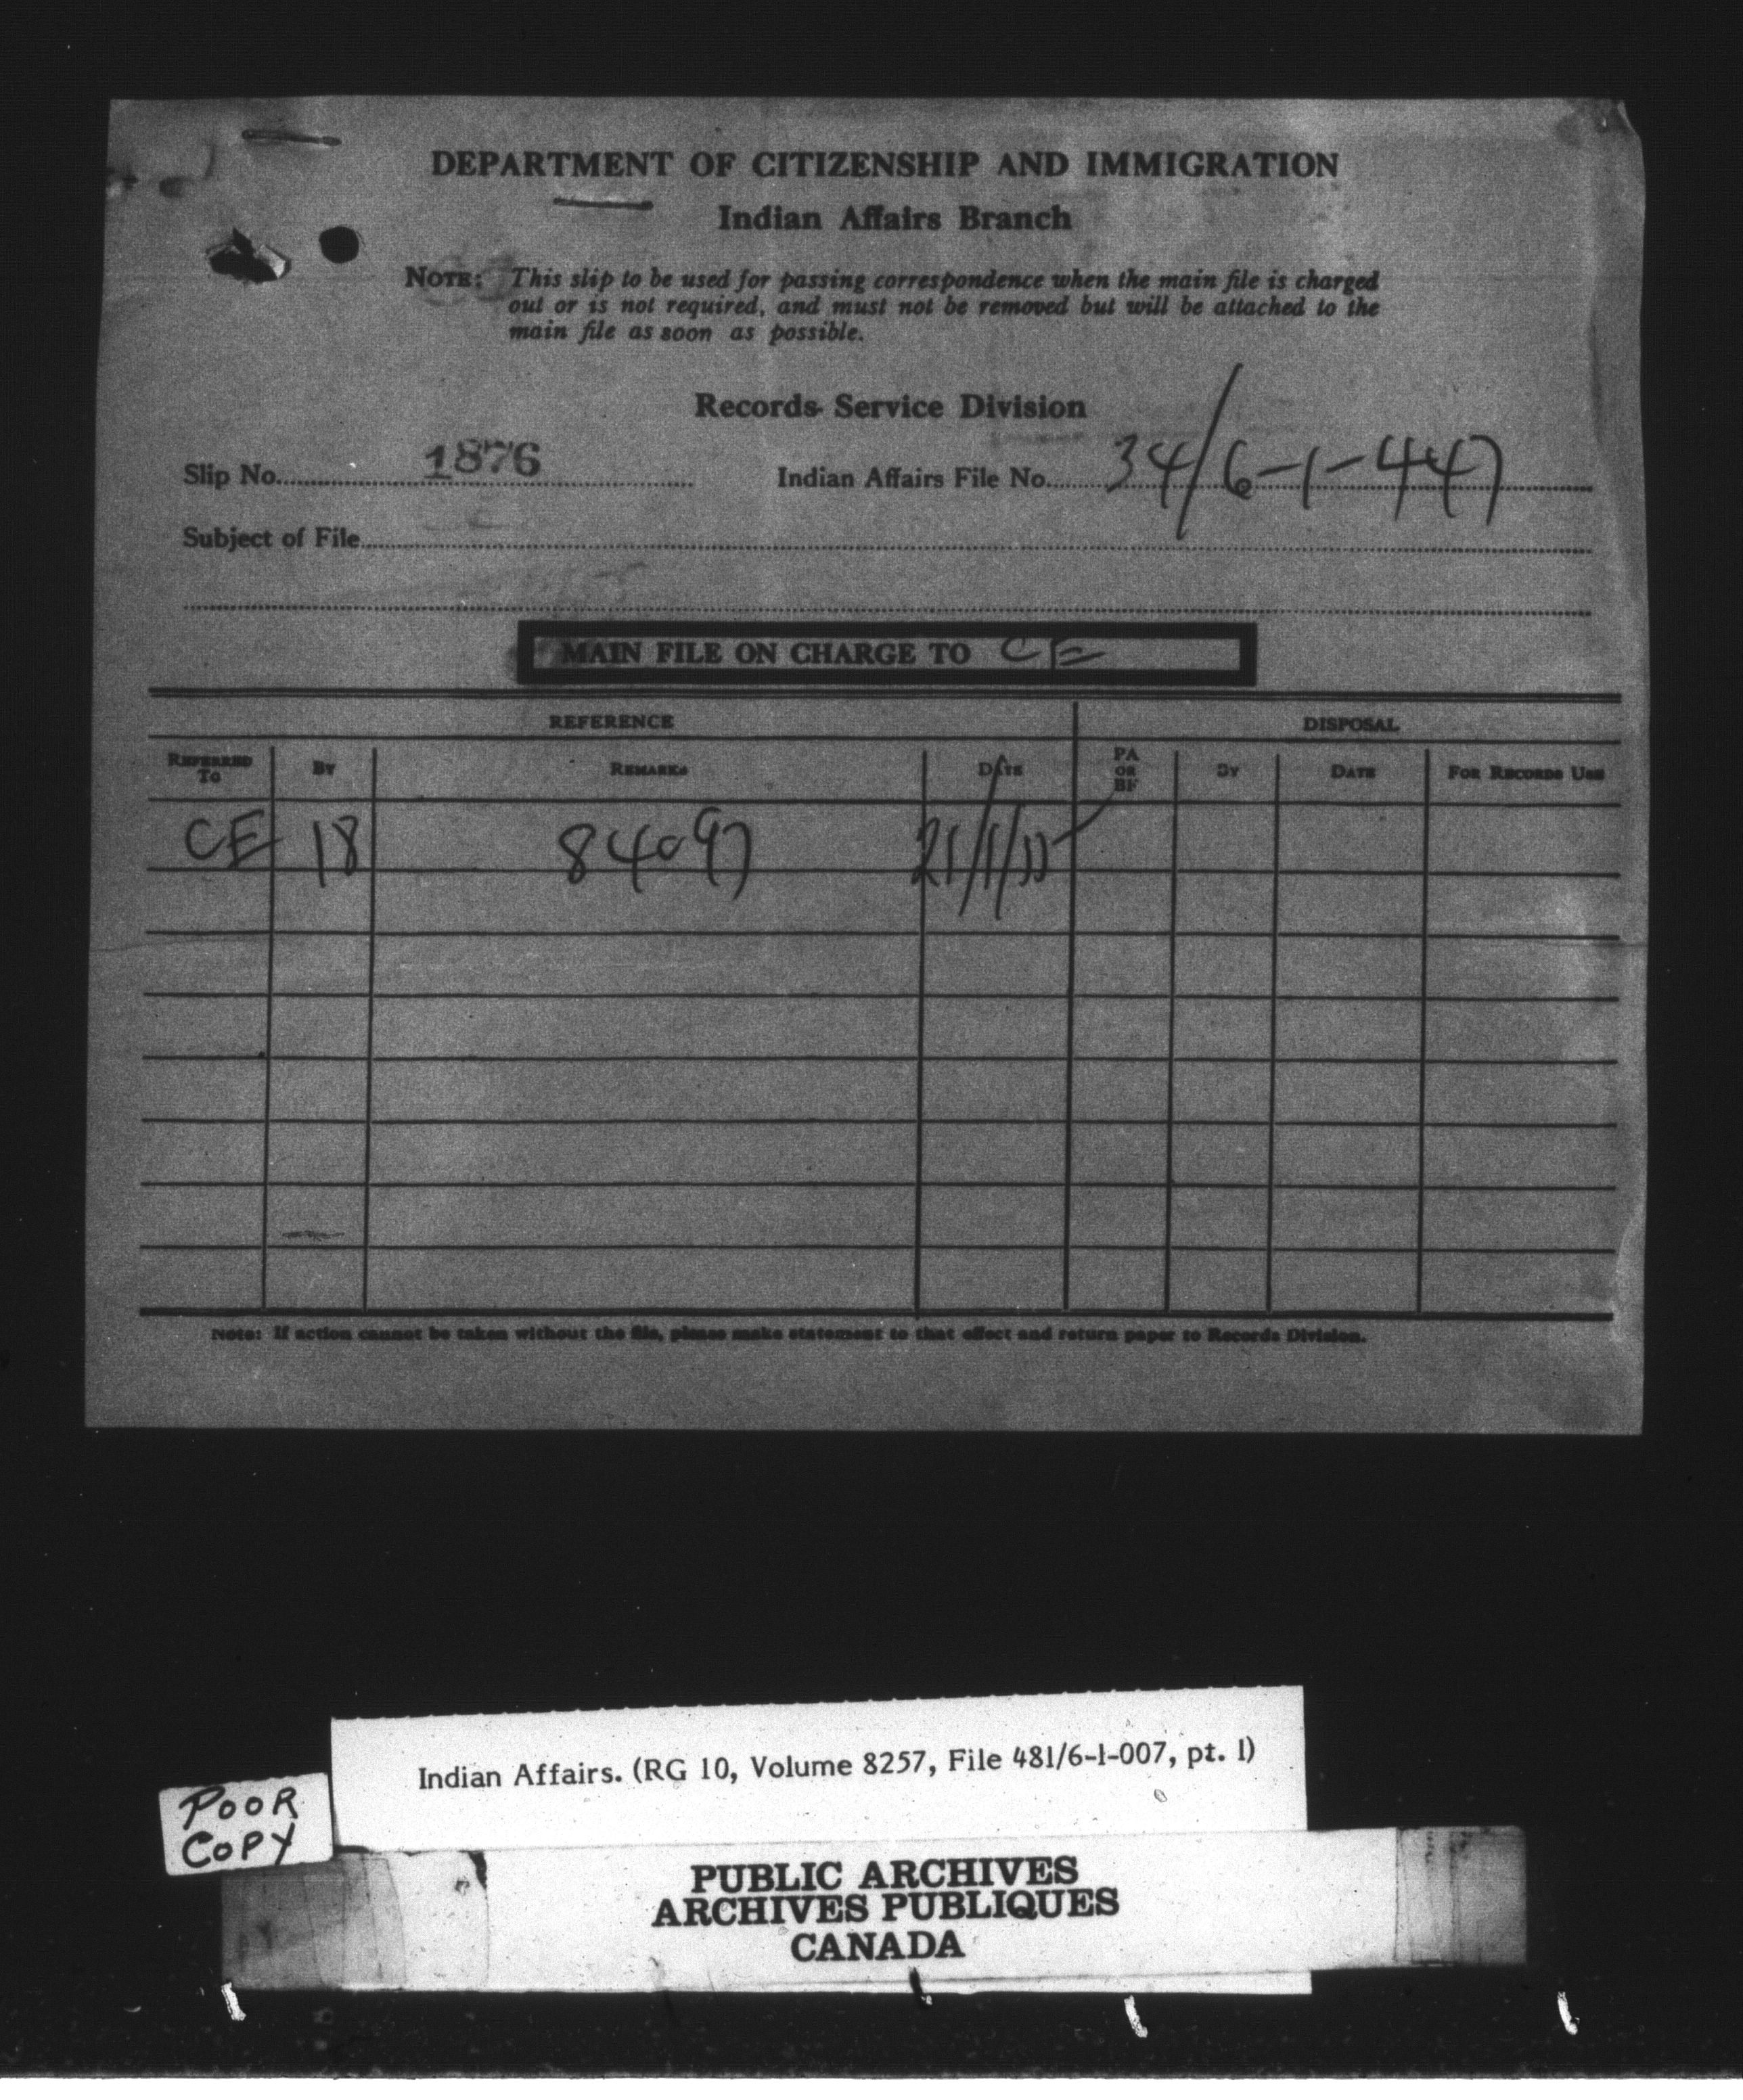 DEPARTMENT OF CITIZENSHIP AND IMMIGRATION
Indian Affairs Branch
NOTE: This slip to be used for passing correspondence when the main file is charged
out or is not required, and must not be removed but will be attached to the
main file as soon as possible.
Records Service Division
Slip No. 1876 Indian Affairs File No. 34/6-1-447
Subject of File
MAIN FILE ON CHARGE TO CE
REFERENCE DISPOSAL
REFERRED TO BY REMARKS DATE PA OR BF BY DATE FOR RECORDS USE
CE 18 84097 21/1/55
Note: If action cannot be taken without the file, please make statement to that effect and return paper to Records Division.
Indian Affairs. (RG 10, Volume 8257, File 481/6-1-007, pt. 1)
POOR
COPY
PUBLIC ARCHIVES
ARCHIVES PUBLIQUES
CANADA